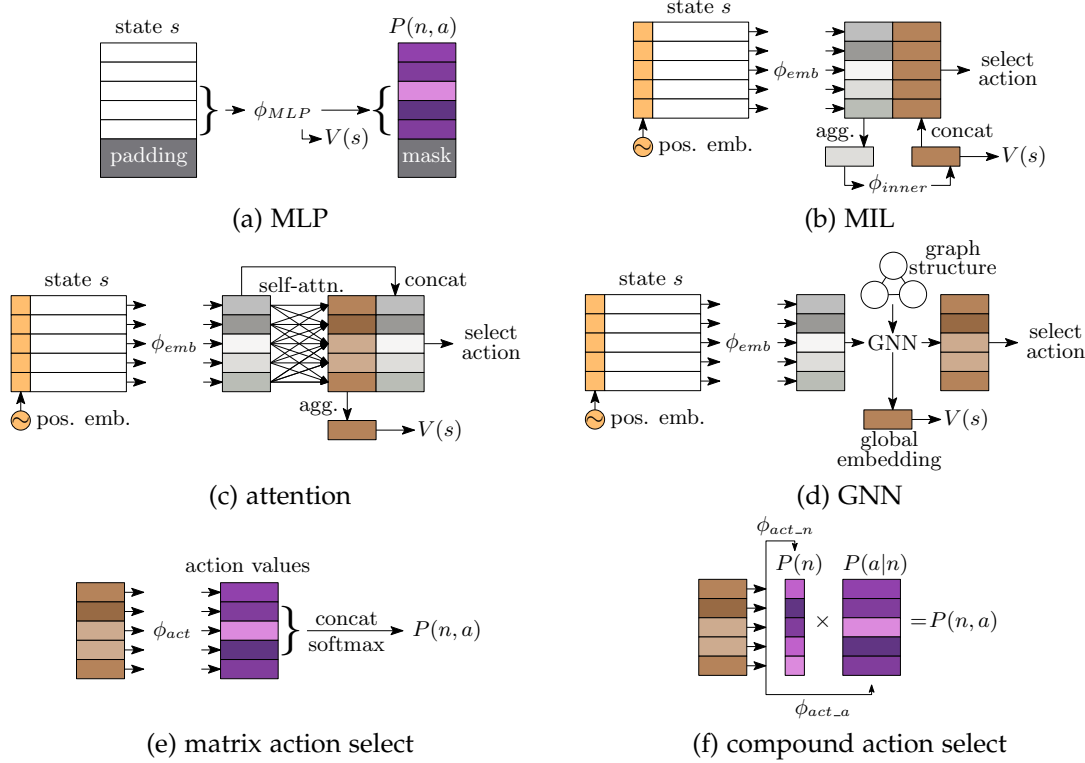 state s
P(n, a)
ϕ_MLP
V(s)
padding
mask
(a) MLP
state s
ϕ_emb
select
action
agg.
concat
pos. emb.
V(s)
ϕ_inner
(b) MIL
state s
self-attn.
concat
ϕ_emb
select
action
agg.
pos. emb.
V(s)
(c) attention
graph
structure
state s
ϕ_emb
GNN
select
action
pos. emb.
V(s)
global
embedding
(d) GNN
action values
ϕ_act
concat
softmax
P(n, a)
(e) matrix action select
ϕ_act_n
P(n)
P(a|n)
×
=P(n, a)
ϕ_act_a
(f) compound action select